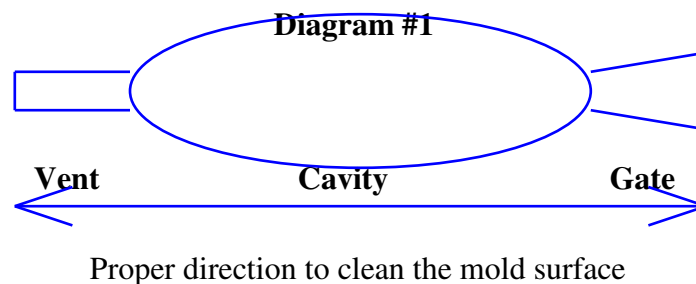 Diagram #1
Vent Cavity Gate
Proper direction to clean the mold surface